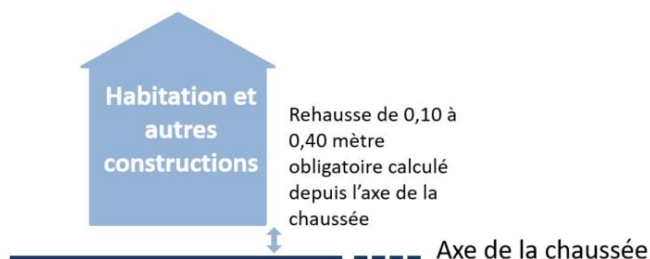 Habitation et
autres
constructions
Rehausse de 0,10 à
0,40 mètre
obligatoire calculé
depuis l'axe de la
chaussée
Axe de la chaussée